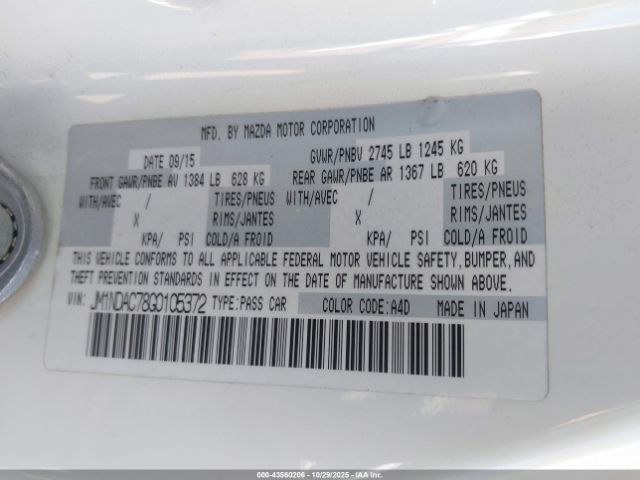 MFD. BY MAZDA MOTOR CORPORATION
DATE 09/15 GVWR/PNBV 2745 LB 1245 KG
FRONT GAWR/PNBE AV 1384 LB 628 KG REAR GAWR/PNBE AR 1367 LB 620 KG
WITH/AVEC / TIRES/PNEUS WITH/AVEC / TIRES/PNEUS
X RIMS/JANTES X RIMS/JANTES
KPA/ PSI COLD/A FROID KPA/ PSI COLD/A FROID
THIS VEHICLE CONFORMS TO ALL APPLICABLE FEDERAL MOTOR VEHICLE SAFETY,BUMPER,AND
THEFT PREVENTION STANDARDS IN EFFECT ON THE DATE OF MANUFACTURE SHOWN ABOVE.
VIN: JM1NDAC78G0105372 TYPE:PASS CAR COLOR CODE:A4D MADE IN JAPAN
000-43560206 - 10/29/2025 - IAAI.com